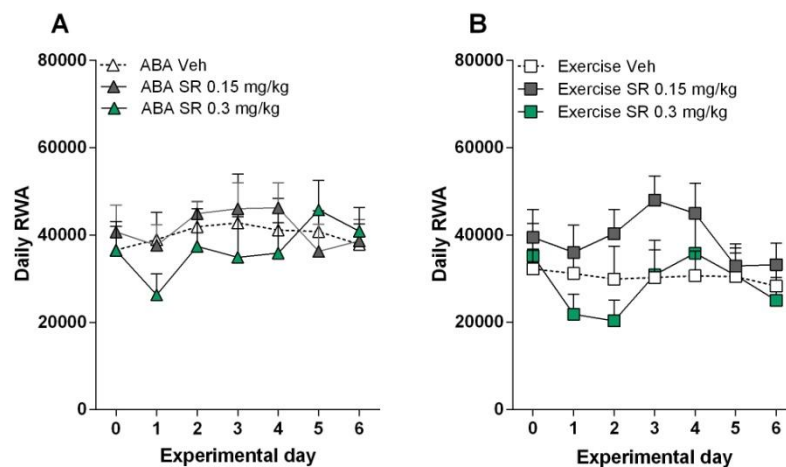 A
ABA Veh
ABA SR 0.15 mg/kg
ABA SR 0.3 mg/kg
80000
60000
40000
20000
0
Daily RWA
0 1 2 3 4 5 6
Experimental day
B
Exercise Veh
Exercise SR 0.15 mg/kg
Exercise SR 0.3 mg/kg
80000
60000
40000
20000
0
Daily RWA
0 1 2 3 4 5 6
Experimental day